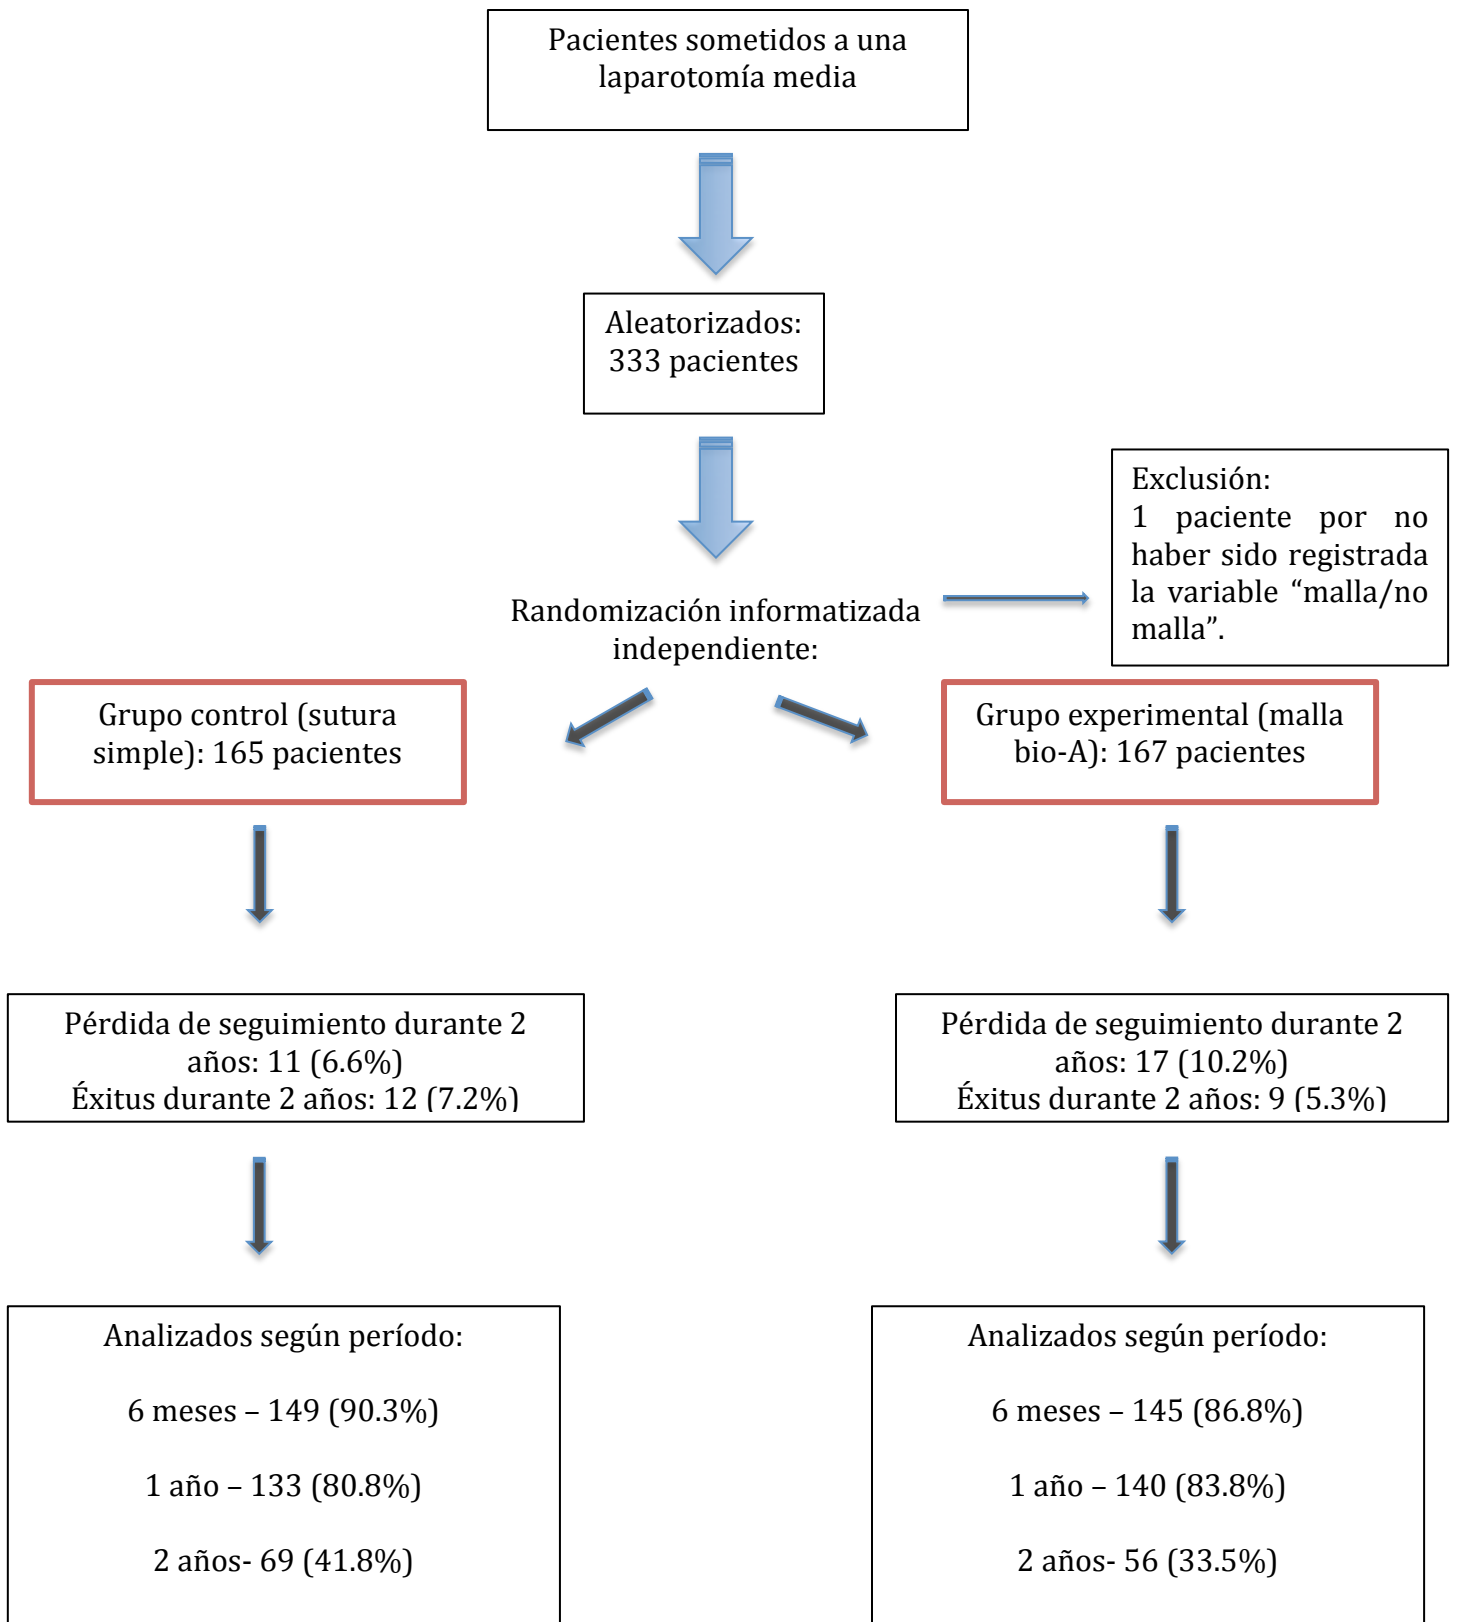 Pacientes sometidos a una
laparotomía media
Aleatorizados:
333 pacientes
Exclusión:
1 paciente por no
haber sido registrada
la variable “malla/no
malla”.
Randomización informatizada
independiente:
Grupo control (sutura
simple): 165 pacientes
Grupo experimental (malla
bio-A): 167 pacientes
Pérdida de seguimiento durante 2
años: 11 (6.6%)
Éxitus durante 2 años: 12 (7.2%)
Pérdida de seguimiento durante 2
años: 17 (10.2%)
Éxitus durante 2 años: 9 (5.3%)
Analizados según período:
6 meses – 149 (90.3%)
1 año – 133 (80.8%)
2 años- 69 (41.8%)
Analizados según período:
6 meses – 145 (86.8%)
1 año – 140 (83.8%)
2 años- 56 (33.5%)